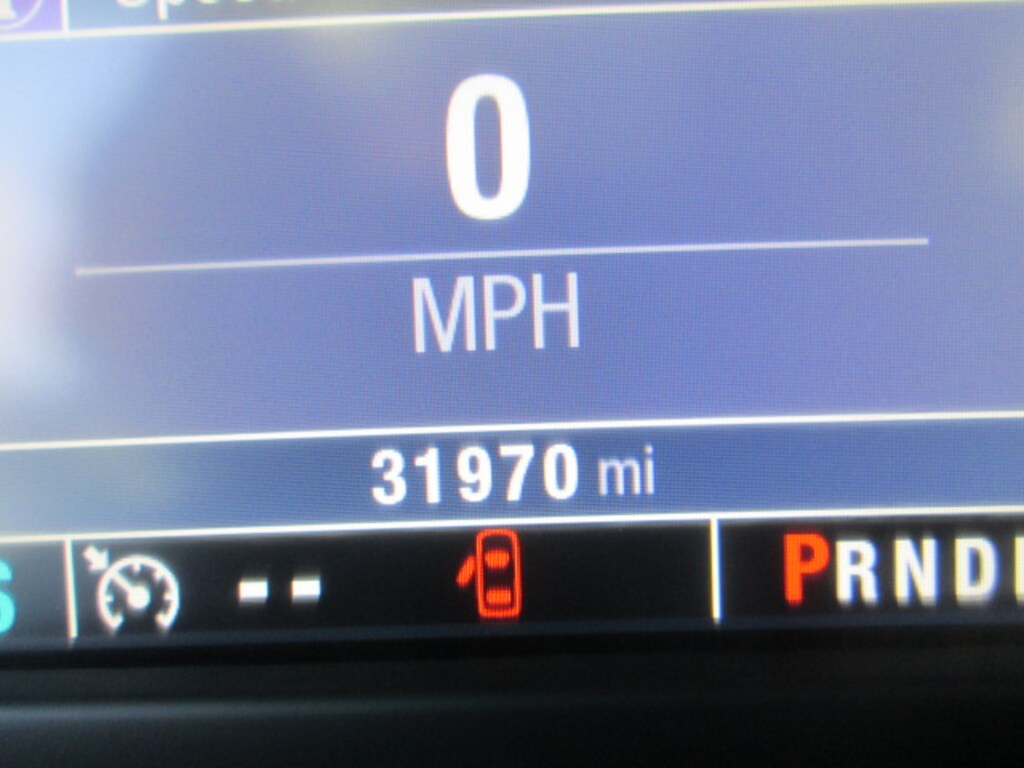 0
MPH
31970 mi
-- PRND